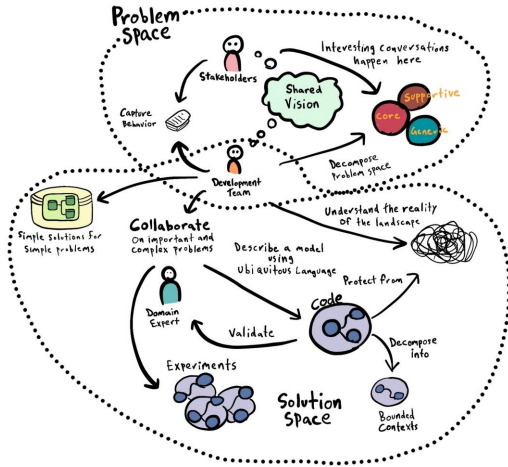 Problem
Space
Interesting conversations
happen here
Stakeholders
Shared
Vision
Supportive
Core
Generic
Capture
Behavior
Decompose
Problem space
Development
Team
Simple Solutions For
Simple problems
Collaborate
On important and
complex problems
Understand the reality
of the landscape
Describe a model
using
Ubiquitous Language
Protect from
Code
Domain
Expert
Validate
Decompose
into
Experiments
Solution
Space
Bounded
Contexts